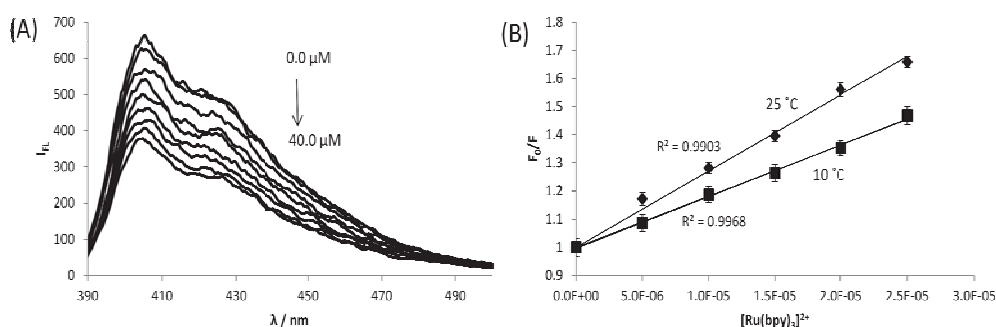 (A)
700
600
500
400
300
200
100
0
I_FL
0.0 µM
40.0 µM
390 410 430 450 470 490
λ / nm
(B)
1.8
1.7
1.6
1.5
1.4
1.3
1.2
1.1
1
0.9
F₀/F
25 ˚C
R² = 0.9903
10 ˚C
R² = 0.9968
0.0E+00 5.0E-06 1.0E-05 1.5E-05 2.0E-05 2.5E-05 3.0E-05
[Ru(bpy)₃]²⁺